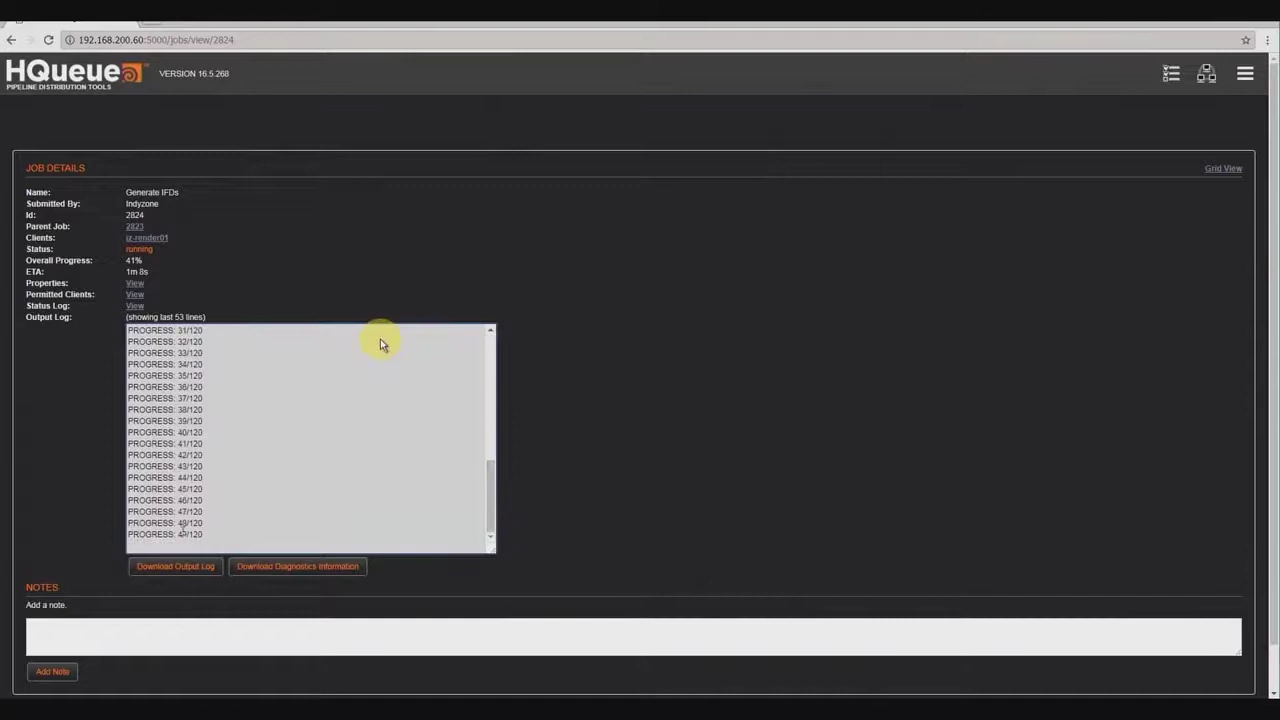 192.168.200.60:5000/jobs/view/2824
HQueue VERSION 16.5.268
PIPELINE DISTRIBUTION TOOLS
JOB DETAILS Grid View
Name: Generate IFDs
Submitted By: Indyzone
Id: 2824
Parent Job: 2823
Clients: iz-render01
Status: running
Overall Progress: 41%
ETA: 1m 8s
Properties: View
Permitted Clients: View
Status Log: View
Output Log: (showing last 53 lines)
PROGRESS: 31/120
PROGRESS: 32/120
PROGRESS: 33/120
PROGRESS: 34/120
PROGRESS: 35/120
PROGRESS: 36/120
PROGRESS: 37/120
PROGRESS: 38/120
PROGRESS: 39/120
PROGRESS: 40/120
PROGRESS: 41/120
PROGRESS: 42/120
PROGRESS: 43/120
PROGRESS: 44/120
PROGRESS: 45/120
PROGRESS: 46/120
PROGRESS: 47/120
PROGRESS: 48/120
PROGRESS: 49/120
Download Output Log Download Diagnostics Information
NOTES
Add a note.
Add Note